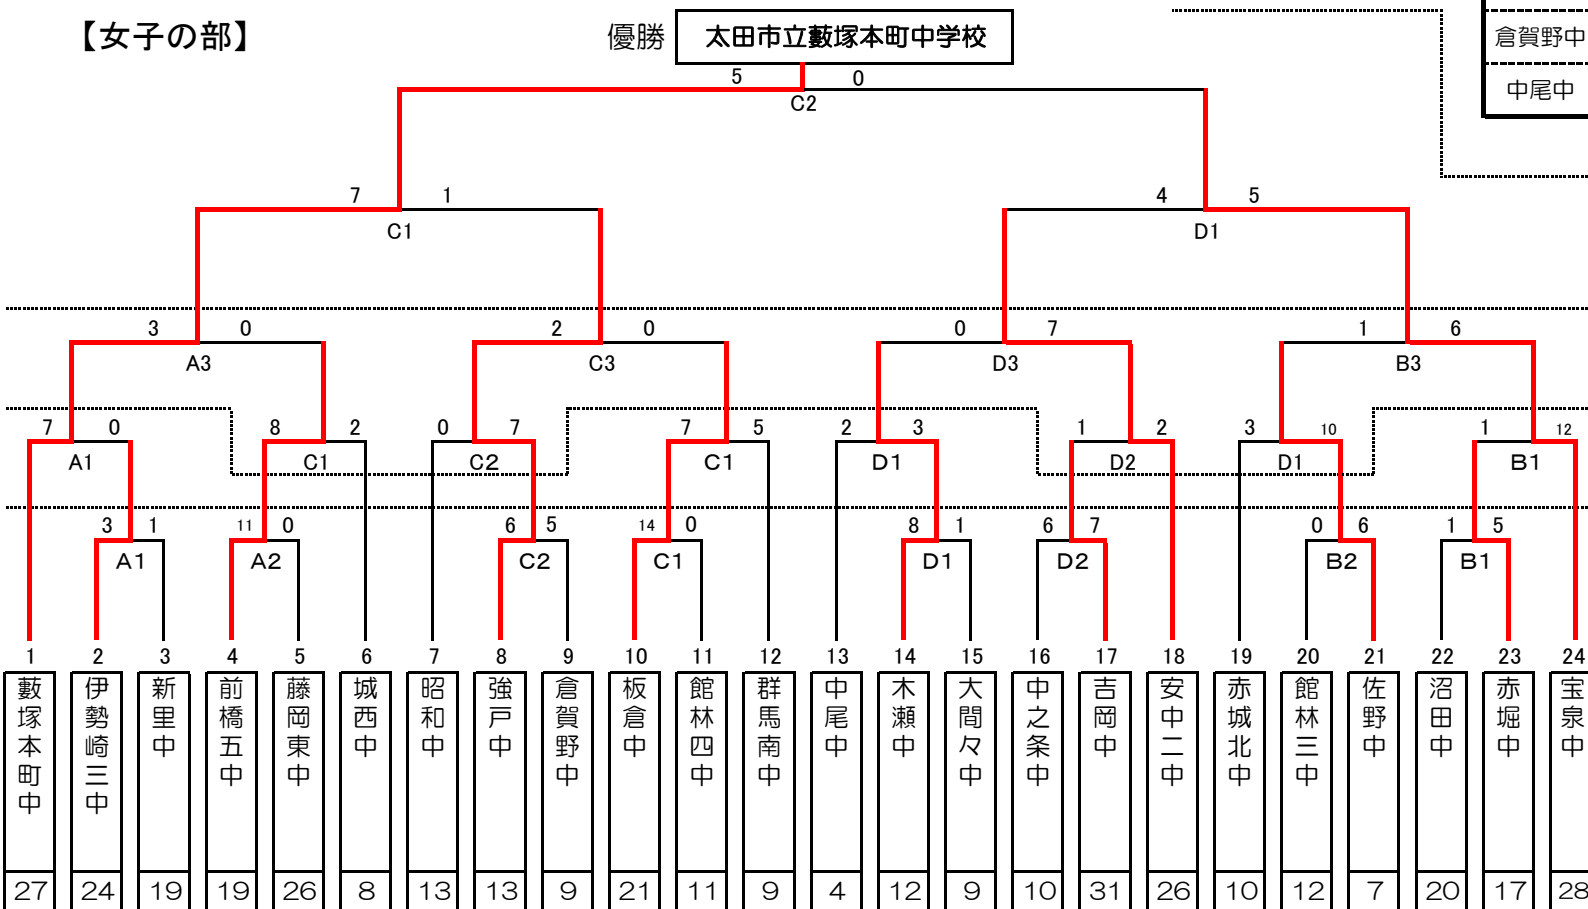 【女子の部】
優勝 太田市立藪塚本町中学校
倉賀野中
中尾中
5 0
C2
7 1 4 5
C1 D1
3 0 2 0 0 7 1 6
A3 C3 D3 B3
7 0 8 2 0 7 7 5 2 3 1 2 3 10 1 12
A1 C1 C2 C1 D1 D2 D1 B1
3 1 11 0 6 5 14 0 8 1 6 7 0 6 1 5
A1 A2 C2 C1 D1 D2 B2 B1
1 2 3 4 5 6 7 8 9 10 11 12 13 14 15 16 17 18 19 20 21 22 23 24
藪塚本町中
伊勢崎三中
新里中
前橋五中
藤岡東中
城西中
昭和中
強戸中
倉賀野中
板倉中
館林四中
群馬南中
中尾中
木瀬中
大間々中
中之条中
吉岡中
安中二中
赤城北中
館林三中
佐野中
沼田中
赤堀中
宝泉中
27 24 19 19 26 8 13 13 9 21 11 9 4 12 9 10 31 26 10 12 7 20 17 28